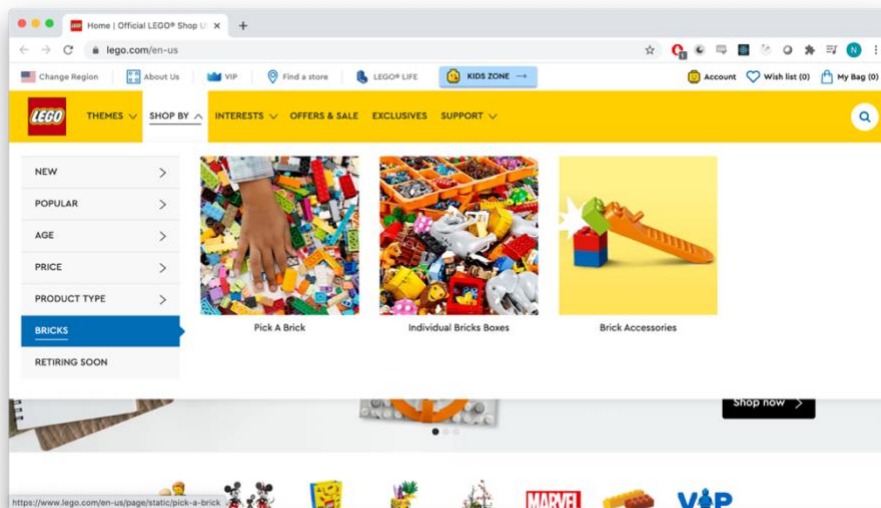 Home | Official LEGO® Shop U
lego.com/en-us
1
N
Change Region
About Us
VIP
Find a store
LEGO® LIFE
KIDS ZONE →
Account
Wish list (0)
My Bag (0)
LEGO
THEMES
SHOP BY
INTERESTS
OFFERS & SALE
EXCLUSIVES
SUPPORT
NEW
POPULAR
AGE
PRICE
PRODUCT TYPE
BRICKS
RETIRING SOON
Pick A Brick
Individual Bricks Boxes
Brick Accessories
Shop now
MARVEL
VIP
https://www.lego.com/en-us/page/static/pick-a-brick